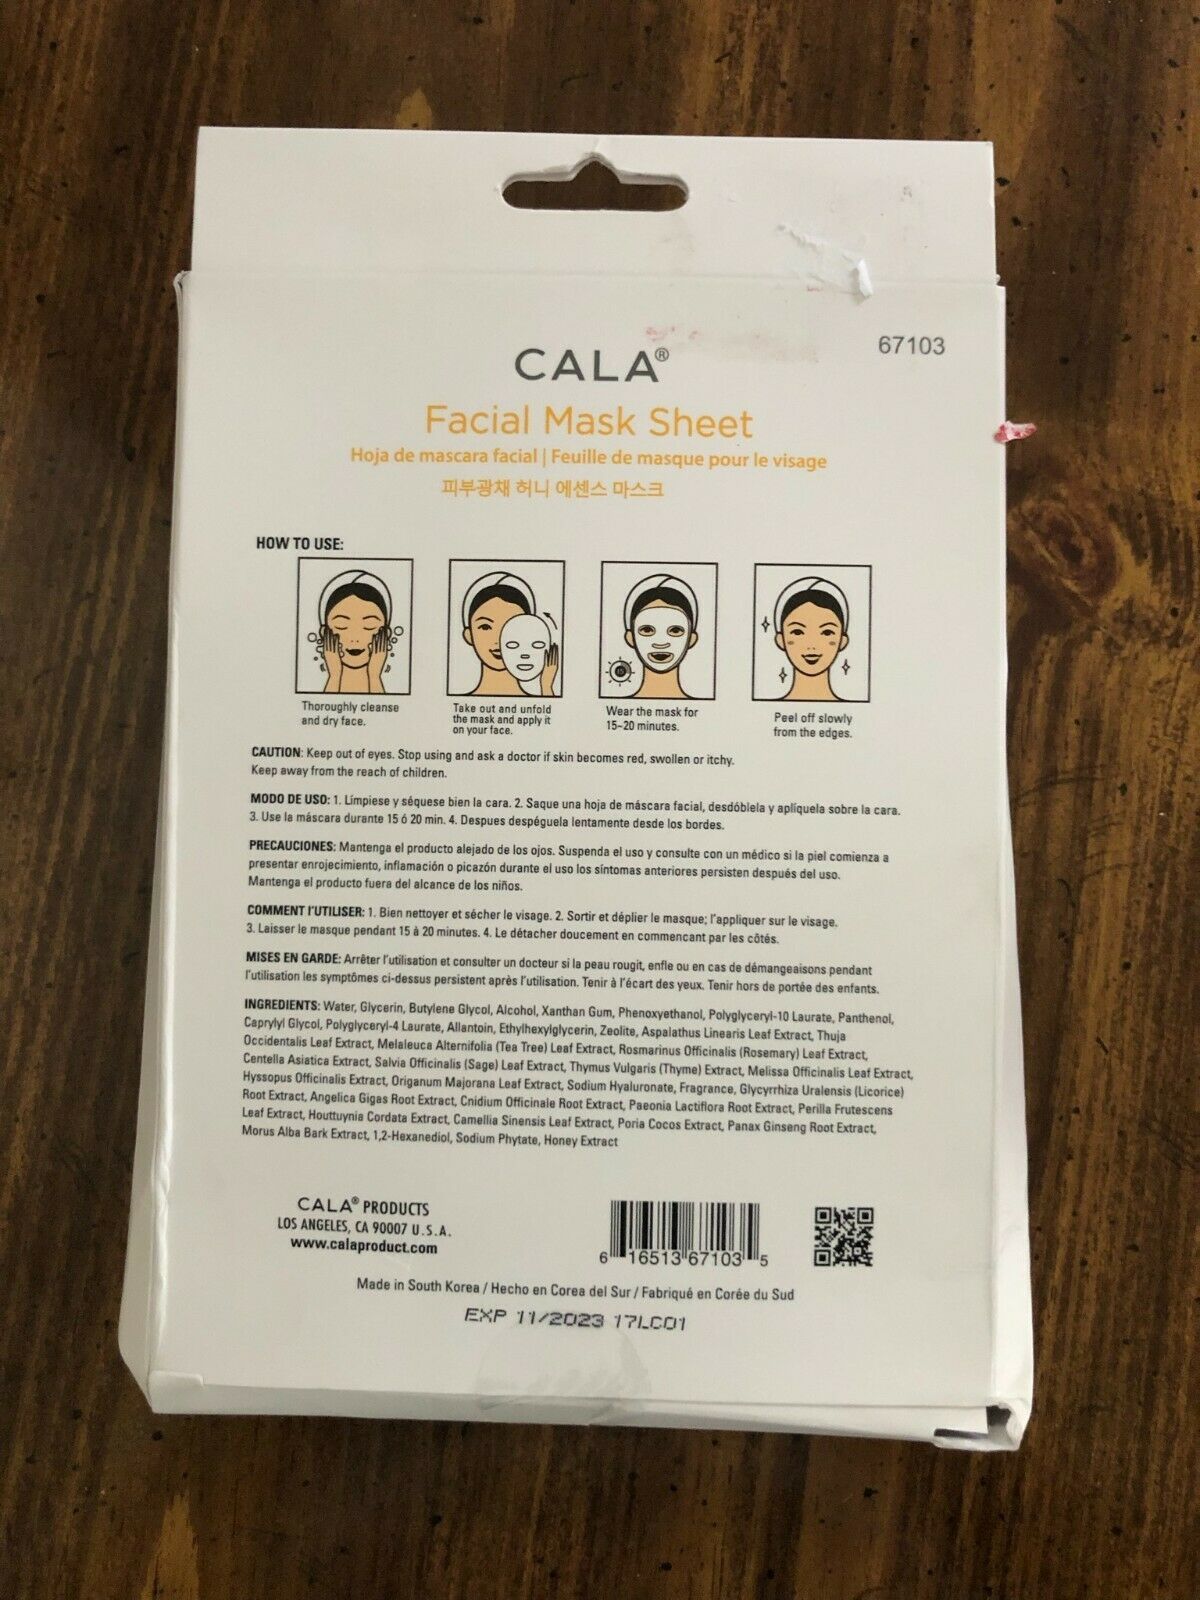 67103
CALA®
Facial Mask Sheet
Hoja de mascara facial | Feuille de masque pour le visage
피부광채 허니 에센스 마스크
HOW TO USE:
Thoroughly cleanse
and dry face.
Take out and unfold
the mask and apply it
on your face.
Wear the mask for
15~20 minutes.
Peel off slowly
from the edges.
CAUTION: Keep out of eyes. Stop using and ask a doctor if skin becomes red, swollen or itchy.
Keep away from the reach of children.
MODO DE USO: 1. Límpiese y séquese bien la cara. 2. Saque una hoja de máscara facial, desdóblela y aplíquela sobre la cara.
3. Use la máscara durante 15 ó 20 min. 4. Despues despéguela lentamente desde los bordes.
PRECAUCIONES: Mantenga el producto alejado de los ojos. Suspenda el uso y consulte con un médico si la piel comienza a
presentar enrojecimiento, inflamación o picazón durante el uso los síntomas anteriores persisten después del uso.
Mantenga el producto fuera del alcance de los niños.
COMMENT I'UTILISER: 1. Bien nettoyer et sécher le visage. 2. Sortir et déplier le masque; l'appliquer sur le visage.
3. Laisser le masque pendant 15 à 20 minutes. 4. Le détacher doucement en commencant par les côtés.
MISES EN GARDE: Arrêter l'utilisation et consulter un docteur si la peau rougit, enfle ou en cas de démangeaisons pendant
l'utilisation les symptômes ci-dessus persistent après l'utilisation. Tenir à l'écart des yeux. Tenir hors de portée des enfants.
INGREDIENTS: Water, Glycerin, Butylene Glycol, Alcohol, Xanthan Gum, Phenoxyethanol, Polyglyceryl-10 Laurate, Panthenol,
Caprylyl Glycol, Polyglyceryl-4 Laurate, Allantoin, Ethylhexylglycerin, Zeolite, Aspalathus Linearis Leaf Extract, Thuja
Occidentalis Leaf Extract, Melaleuca Alternifolia (Tea Tree) Leaf Extract, Rosmarinus Officinalis (Rosemary) Leaf Extract,
Centella Asiatica Extract, Salvia Officinalis (Sage) Leaf Extract, Thymus Vulgaris (Thyme) Extract, Melissa Officinalis Leaf Extract,
Hyssopus Officinalis Extract, Origanum Majorana Leaf Extract, Sodium Hyaluronate, Fragrance, Glycyrrhiza Uralensis (Licorice)
Root Extract, Angelica Gigas Root Extract, Cnidium Officinale Root Extract, Paeonia Lactiflora Root Extract, Perilla Frutescens
Leaf Extract, Houttuynia Cordata Extract, Camellia Sinensis Leaf Extract, Poria Cocos Extract, Panax Ginseng Root Extract,
Morus Alba Bark Extract, 1,2-Hexanediol, Sodium Phytate, Honey Extract
CALA® PRODUCTS
LOS ANGELES, CA 90007 U.S.A.
www.calaproduct.com
6 16513 67103 5
Made in South Korea / Hecho en Corea del Sur / Fabriqué en Corée du Sud
EXP 11/2023 17LC01